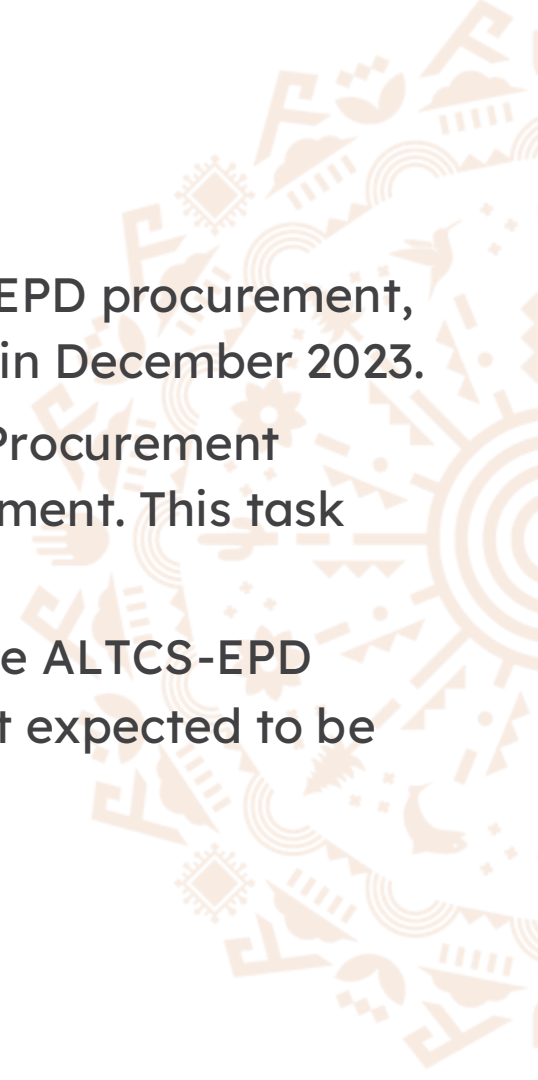 EPD procurement,
in December 2023.
Procurement
ment. This task
e ALTCS-EPD
t expected to be